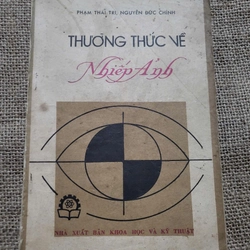 PHẠM THÁI TRI, NGUYỄN ĐỨC CHÍNH
THƯỜNG THỨC VỀ
Nhiếp Ảnh
NHÀ XUẤT BẢN KHOA HỌC VÀ KỸ THUẬT